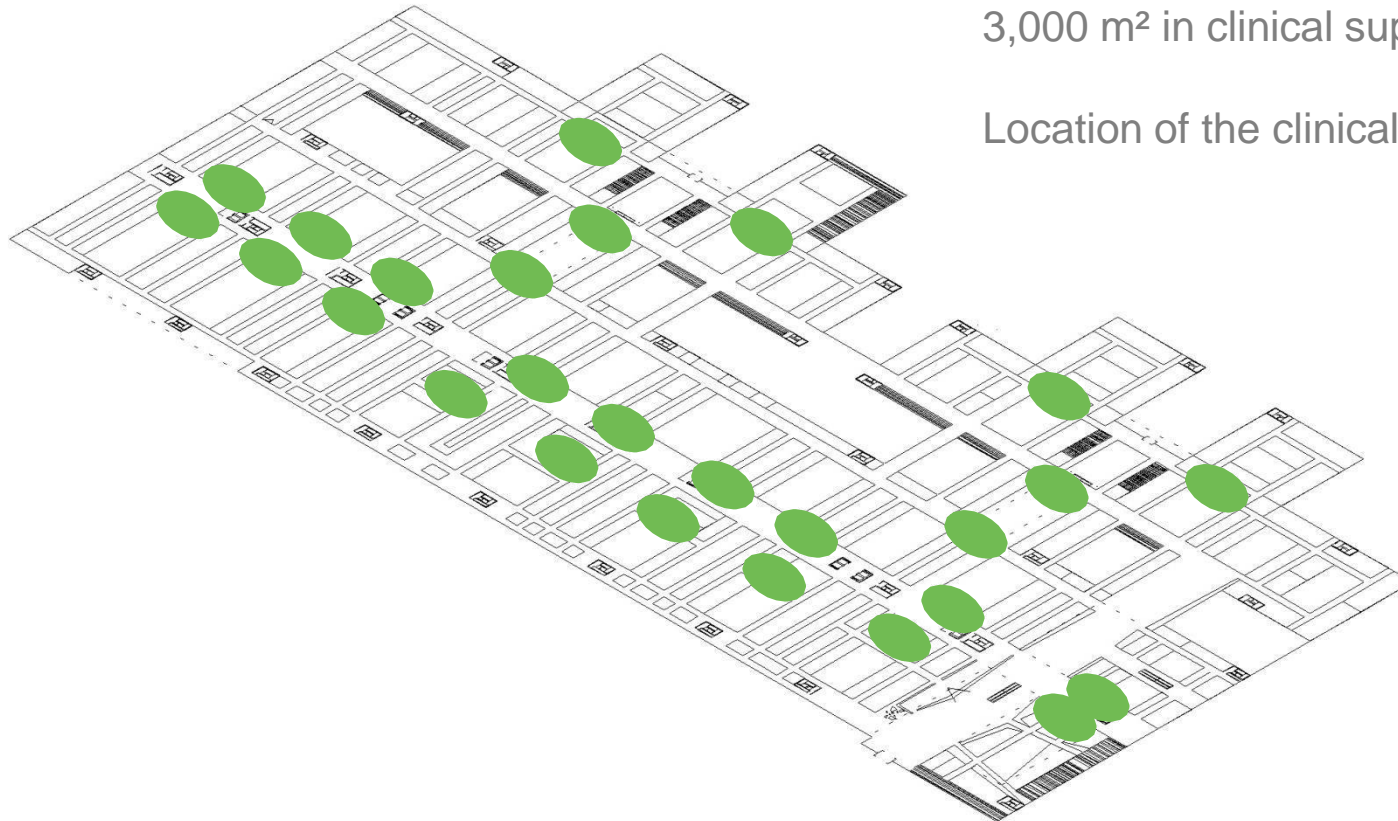 3,000 m² in clinical sup
Location of the clinical